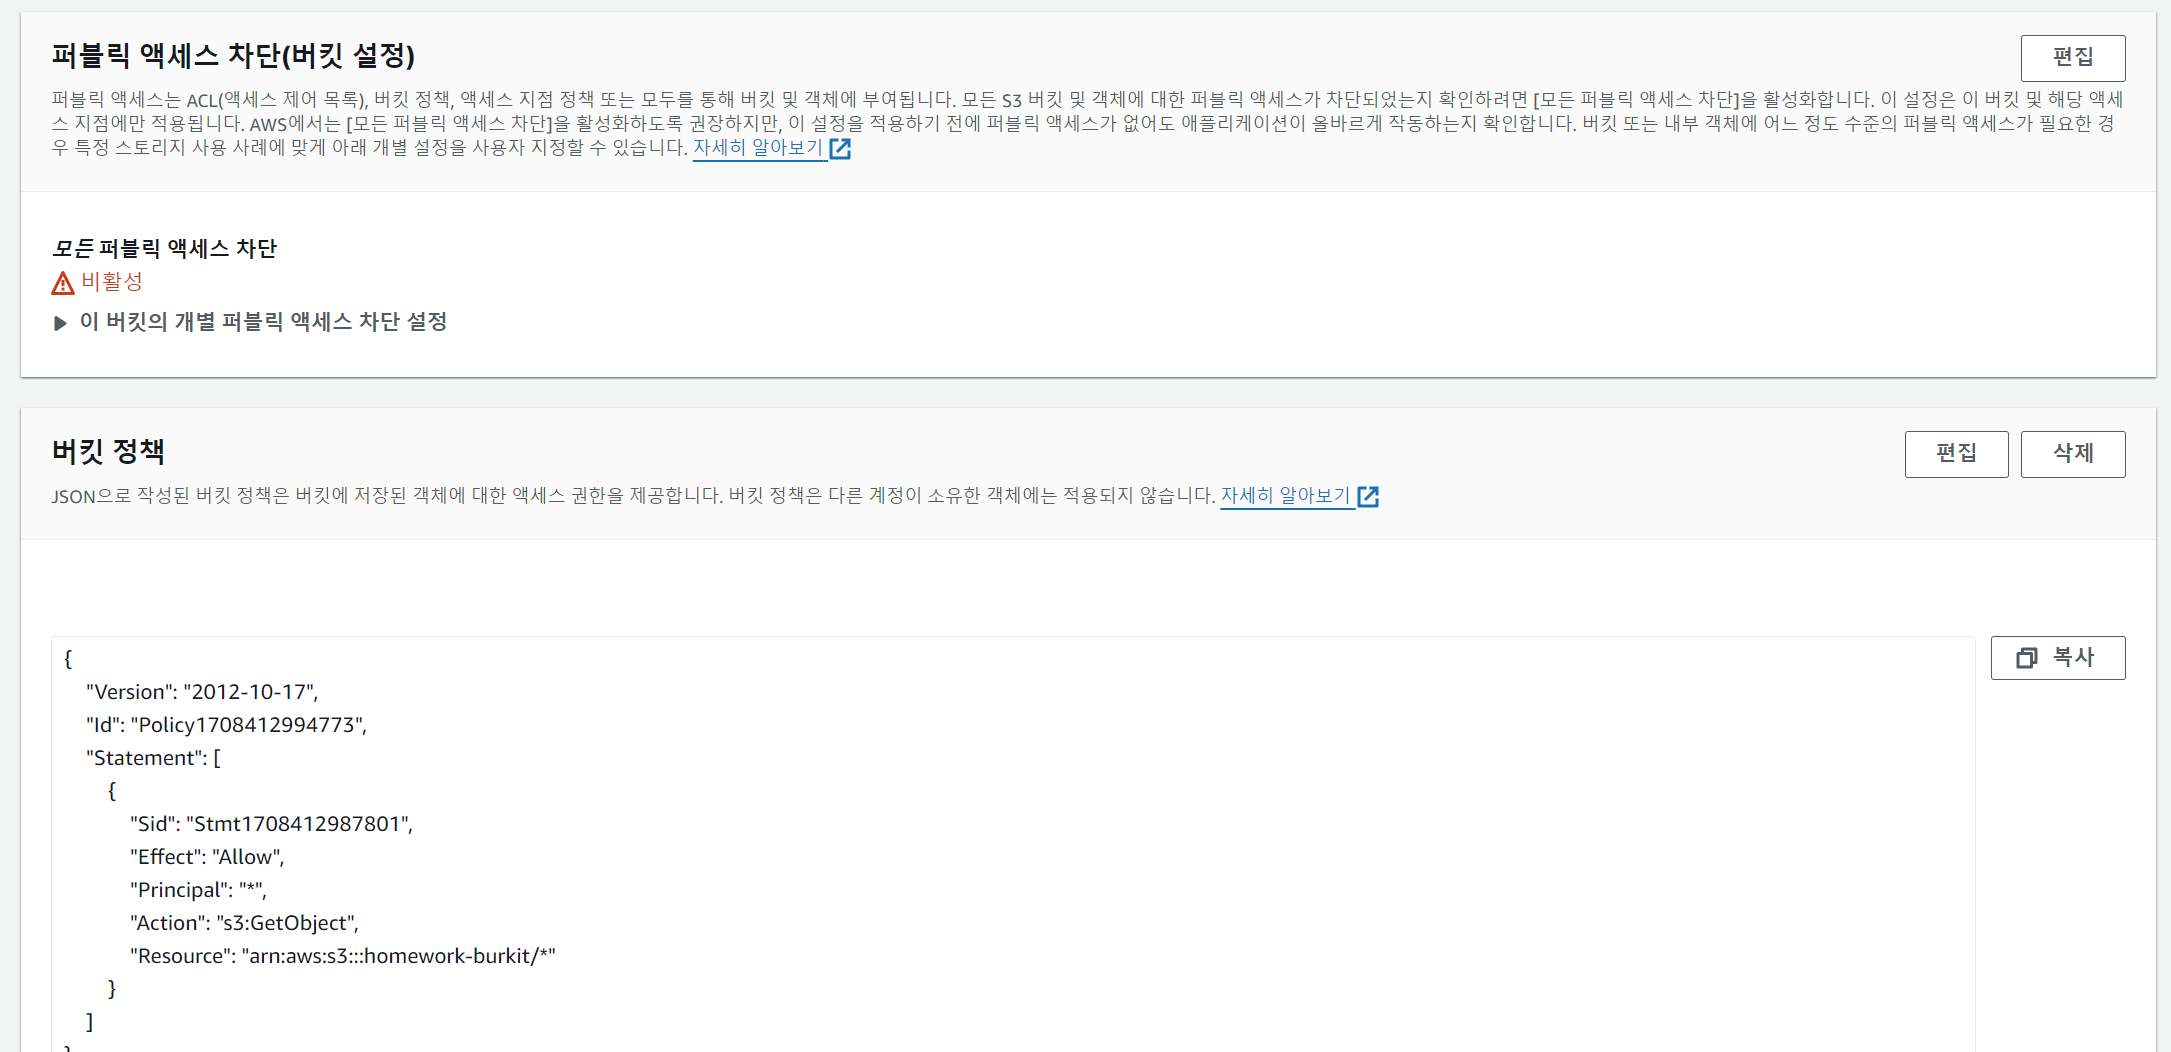 퍼블릭 액세스 차단(버킷 설정)
편집
퍼블릭 액세스는 ACL(액세스 제어 목록), 버킷 정책, 액세스 지점 정책 또는 모두를 통해 버킷 및 객체에 부여됩니다. 모든 S3 버킷 및 객체에 대한 퍼블릭 액세스가 차단되었는지 확인하려면 [모든 퍼블릭 액세스 차단]을 활성화합니다. 이 설정은 이 버킷 및 해당 액세
스 지점에만 적용됩니다. AWS에서는 [모든 퍼블릭 액세스 차단]을 활성화하도록 권장하지만, 이 설정을 적용하기 전에 퍼블릭 액세스가 없어도 애플리케이션이 올바르게 작동하는지 확인합니다. 버킷 또는 내부 객체에 어느 정도 수준의 퍼블릭 액세스가 필요한 경
우 특정 스토리지 사용 사례에 맞게 아래 개별 설정을 사용자 지정할 수 있습니다. 자세히 알아보기
모든 퍼블릭 액세스 차단
비활성
이 버킷의 개별 퍼블릭 액세스 차단 설정
버킷 정책
편집
삭제
JSON으로 작성된 버킷 정책은 버킷에 저장된 객체에 대한 액세스 권한을 제공합니다. 버킷 정책은 다른 계정이 소유한 객체에는 적용되지 않습니다. 자세히 알아보기
복사
{
"Version": "2012-10-17",
"Id": "Policy1708412994773",
"Statement": [
{
"Sid": "Stmt1708412987801",
"Effect": "Allow",
"Principal": "*",
"Action": "s3:GetObject",
"Resource": "arn:aws:s3:::homework-burkit/*"
}
]
}